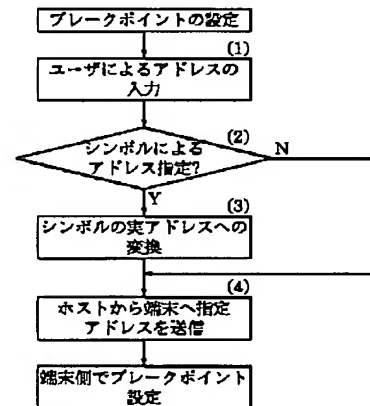 ブレークポイントの設定
(1)
ユーザによるアドレスの
入力
(2)
シンボルによる
アドレス指定?
N
Y
(3)
シンボルの実アドレスへの
変換
(4)
ホストから端末へ指定
アドレスを送信
端末側でブレークポイント
設定